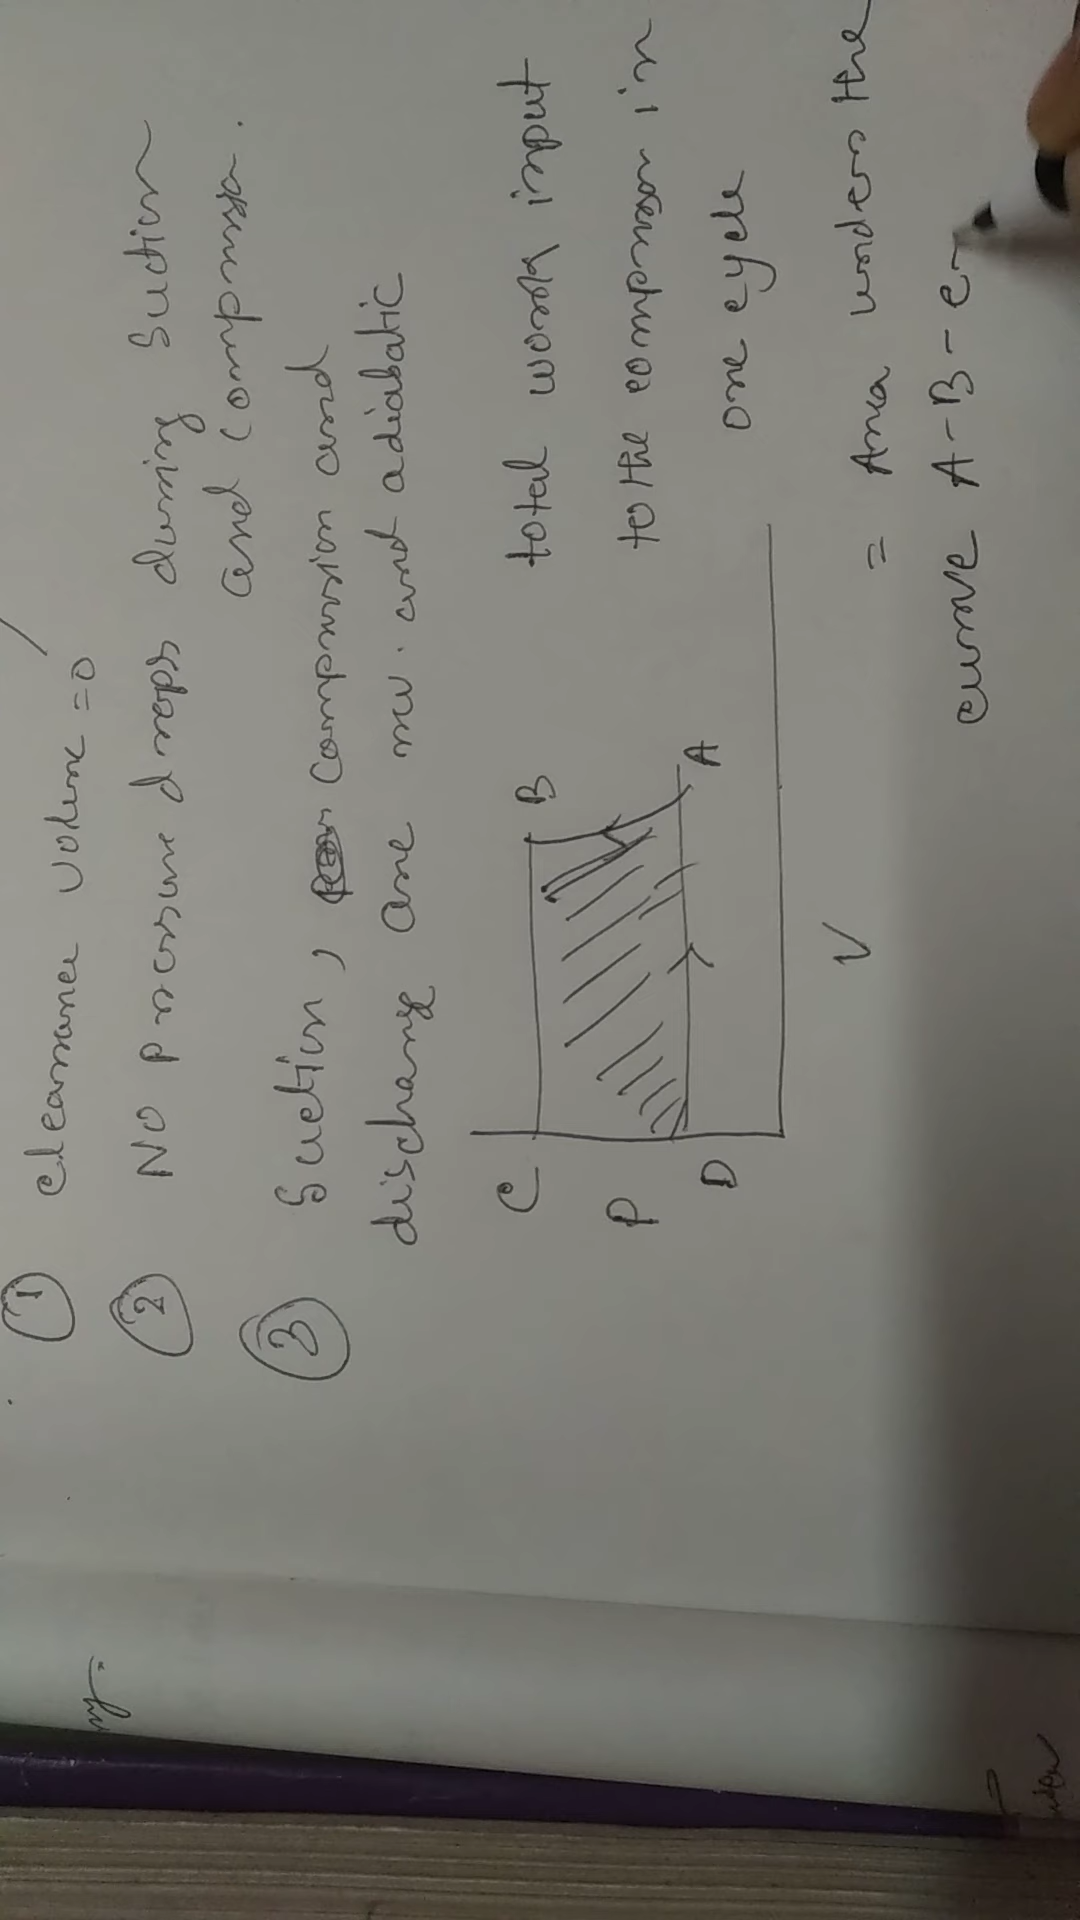 ① clearance volume = 0
② No pressure drops during suction
and compression.
③ Suction, compression and
discharge are rev. and adiabatic
total work input
to the compressor in
one cycle
C
B
P
D
A
V
= Area under the
curve A-B-C-